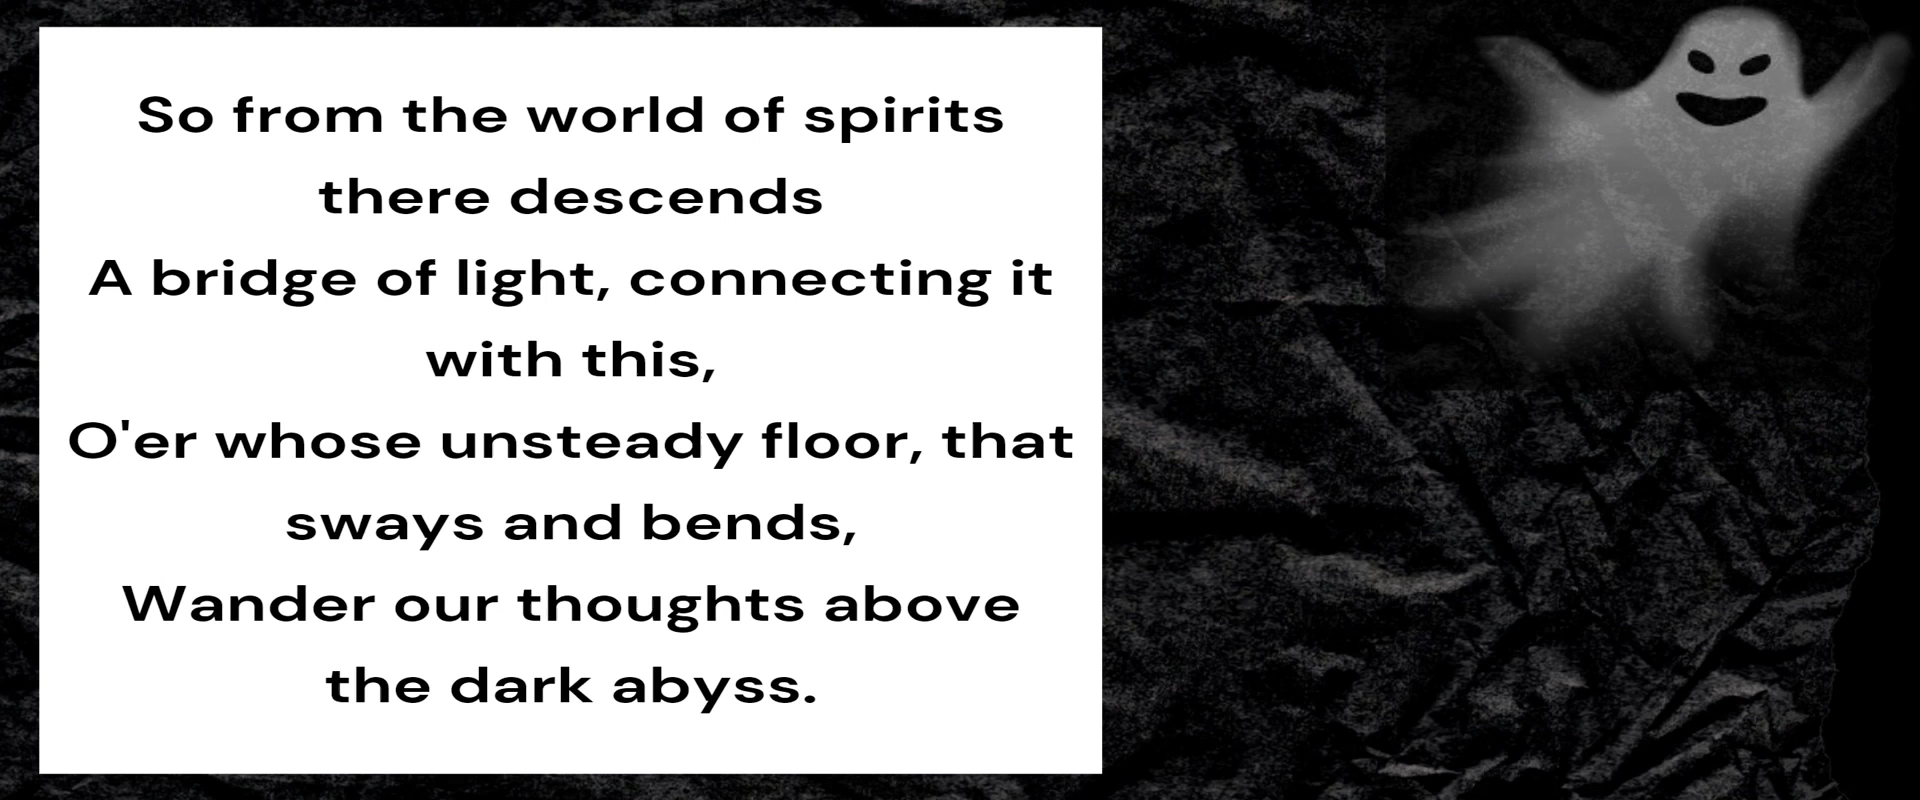 So from the world of spirits
there descends
A bridge of light, connecting it
with this,
O'er whose unsteady floor, that
sways and bends,
Wander our thoughts above
the dark abyss.